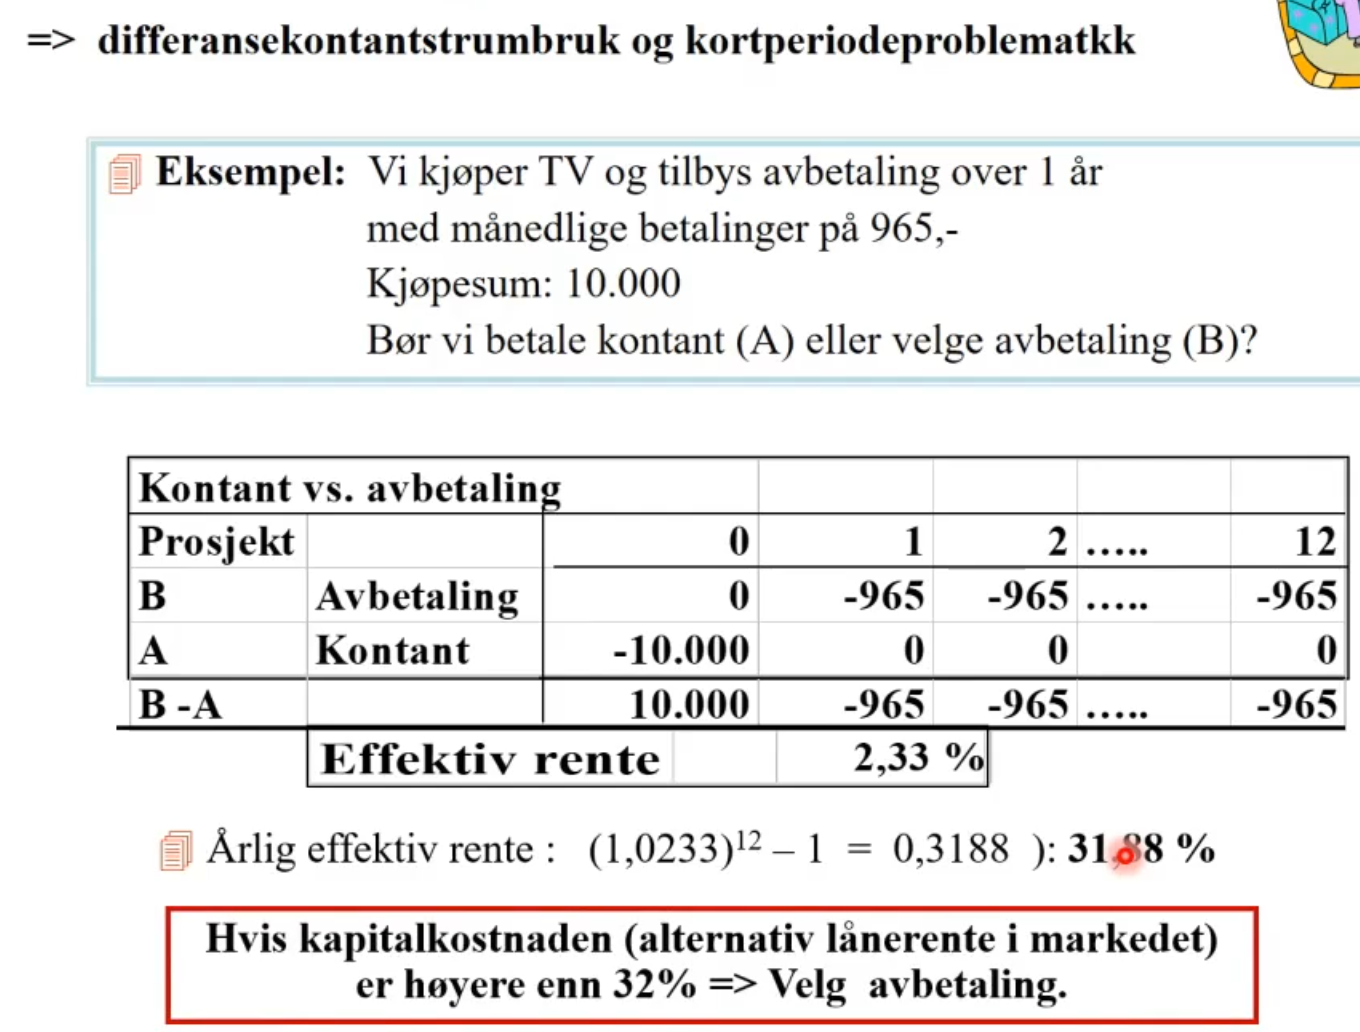 => differansekontantstrumbruk og kortperiodeproblematkk
Eksempel: Vi kjøper TV og tilbys avbetaling over 1 år
med månedlige betalinger på 965,-
Kjøpesum: 10.000
Bør vi betale kontant (A) eller velge avbetaling (B)?
Kontant vs. avbetaling
Prosjekt 0 1 2 ..... 12
B Avbetaling 0 -965 -965 ..... -965
A Kontant -10.000 0 0 0
B -A 10.000 -965 -965 ..... -965
Effektiv rente 2,33 %
Årlig effektiv rente : (1,0233)¹² – 1 = 0,3188 ): 31,88 %
Hvis kapitalkostnaden (alternativ lånerente i markedet)
er høyere enn 32% => Velg avbetaling.